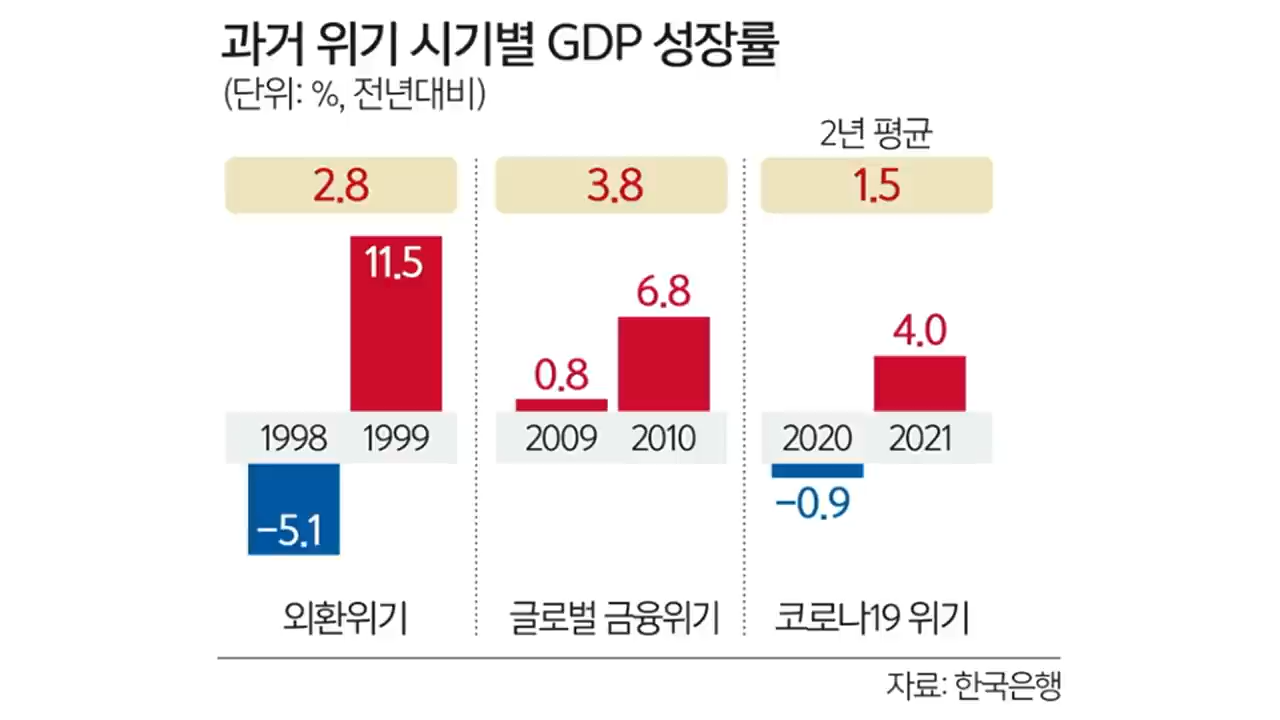 과거 위기 시기별 GDP 성장률
(단위: %, 전년대비)
2년 평균
2.8 3.8 1.5
11.5
6.8
4.0
0.8
1998 1999 2009 2010 2020 2021
-0.9
-5.1
외환위기 글로벌 금융위기 코로나19 위기
자료: 한국은행